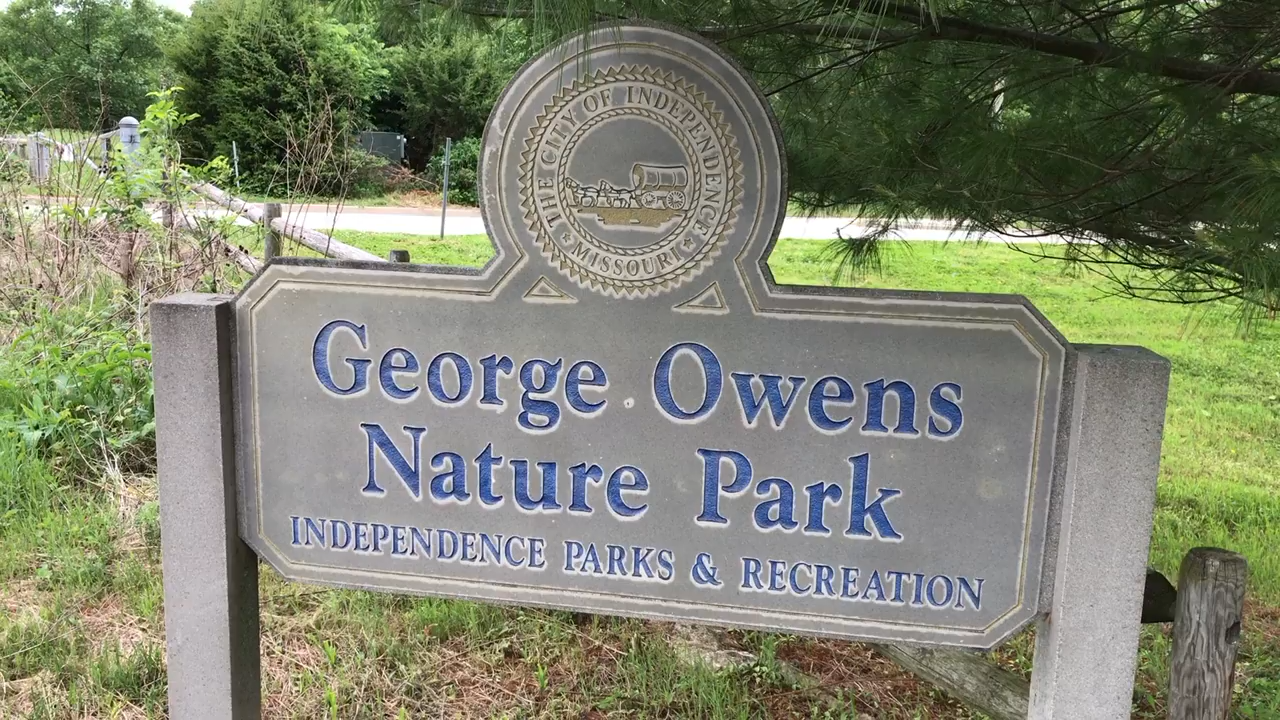 THE CITY OF INDEPENDENCE
MISSOURI
George Owens
Nature Park
INDEPENDENCE PARKS & RECREATION